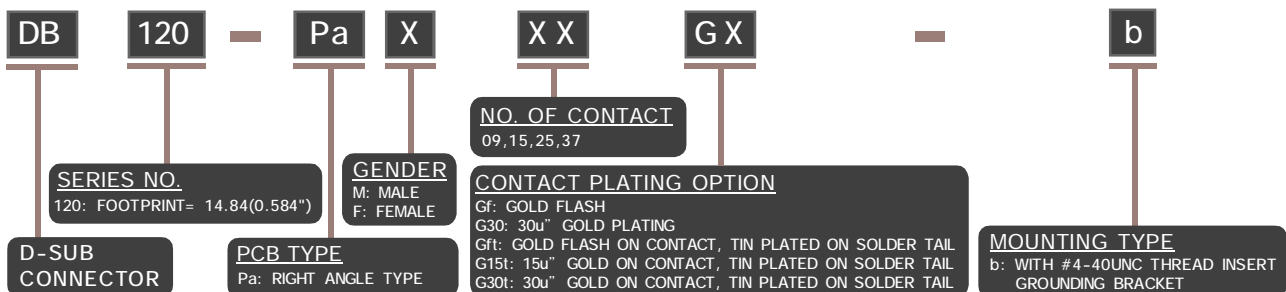 DB 120 - Pa X XX GX - b
NO. OF CONTACT
09,15,25,37
GENDER
M: MALE
F: FEMALE
SERIES NO.
120: FOOTPRINT= 14.84(0.584")
CONTACT PLATING OPTION
Gf: GOLD FLASH
G30: 30u" GOLD PLATING
Gft: GOLD FLASH ON CONTACT, TIN PLATED ON SOLDER TAIL
G15t: 15u" GOLD ON CONTACT, TIN PLATED ON SOLDER TAIL
G30t: 30u" GOLD ON CONTACT, TIN PLATED ON SOLDER TAIL
D-SUB
CONNECTOR
PCB TYPE
Pa: RIGHT ANGLE TYPE
MOUNTING TYPE
b: WITH #4-40UNC THREAD INSERT
GROUNDING BRACKET